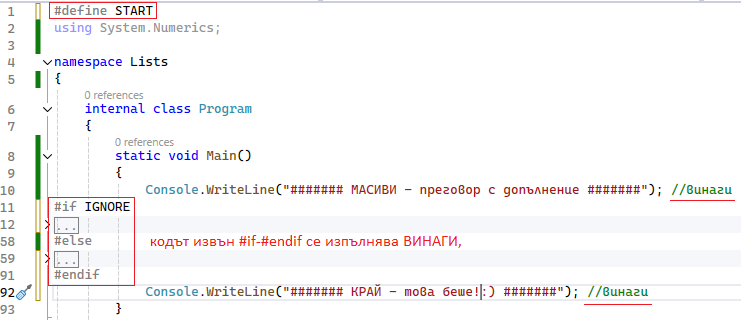 1 #define START
2 using System.Numerics;
3
4 namespace Lists
5 {
0 references
6 internal class Program
7 {
0 references
8 static void Main()
9 {
10 Console.WriteLine("####### МАСИВИ – преговор с допълнение #######"); //винаги
11 #if IGNORE
12 ...
58 #else кодът извън #if-#endif се изпълнява ВИНАГИ,
59 ...
91 #endif
92 Console.WriteLine("####### КРАЙ – това беше!:) #######"); //винаги
93 }